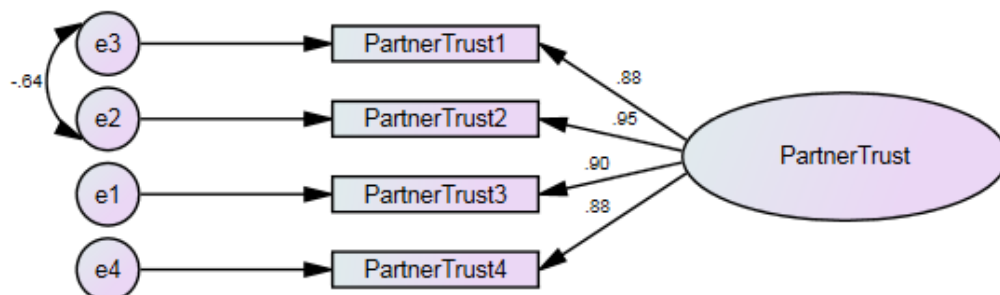 e3
PartnerTrust1
.88
-.64
e2
PartnerTrust2
.95
PartnerTrust
e1
PartnerTrust3
.90
e4
PartnerTrust4
.88